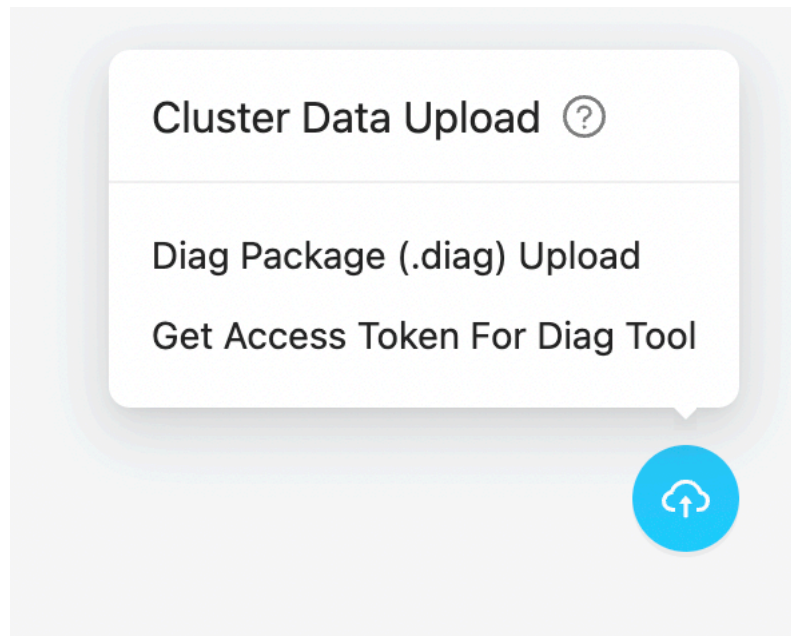 Cluster Data Upload ?
Diag Package (.diag) Upload
Get Access Token For Diag Tool